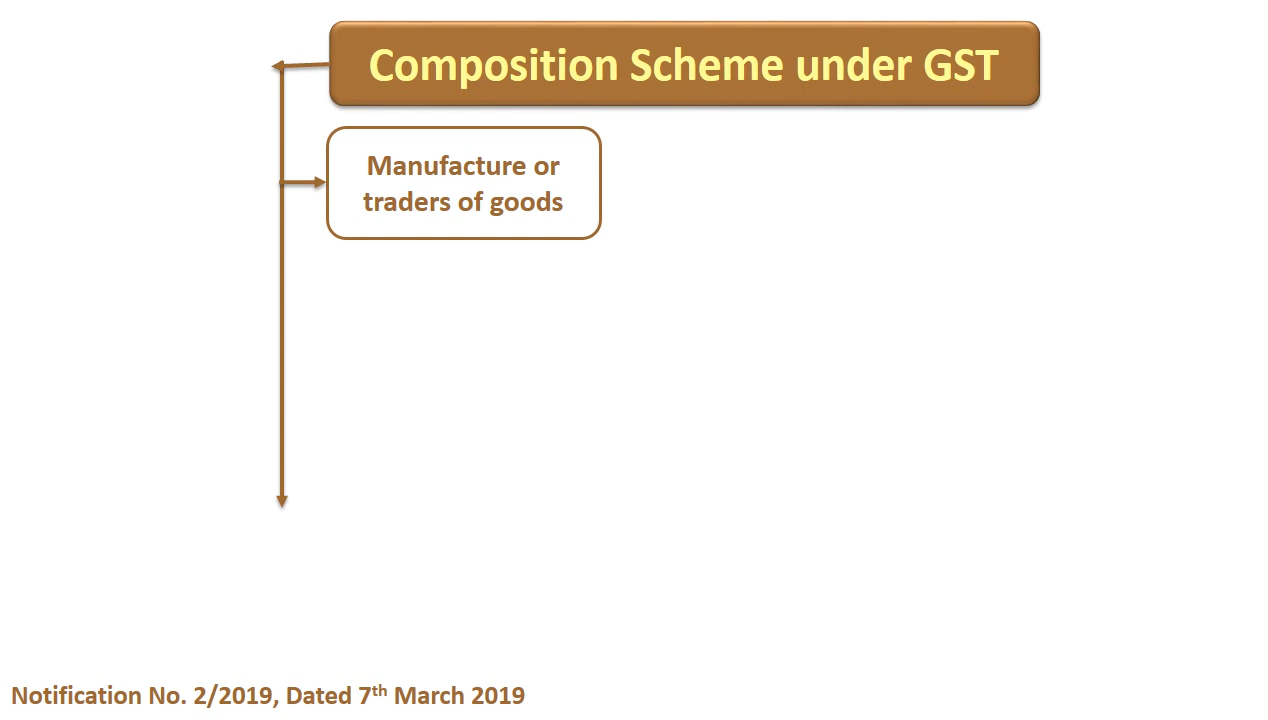 Composition Scheme under GST
Manufacture or
traders of goods
Notification No. 2/2019, Dated 7th March 2019